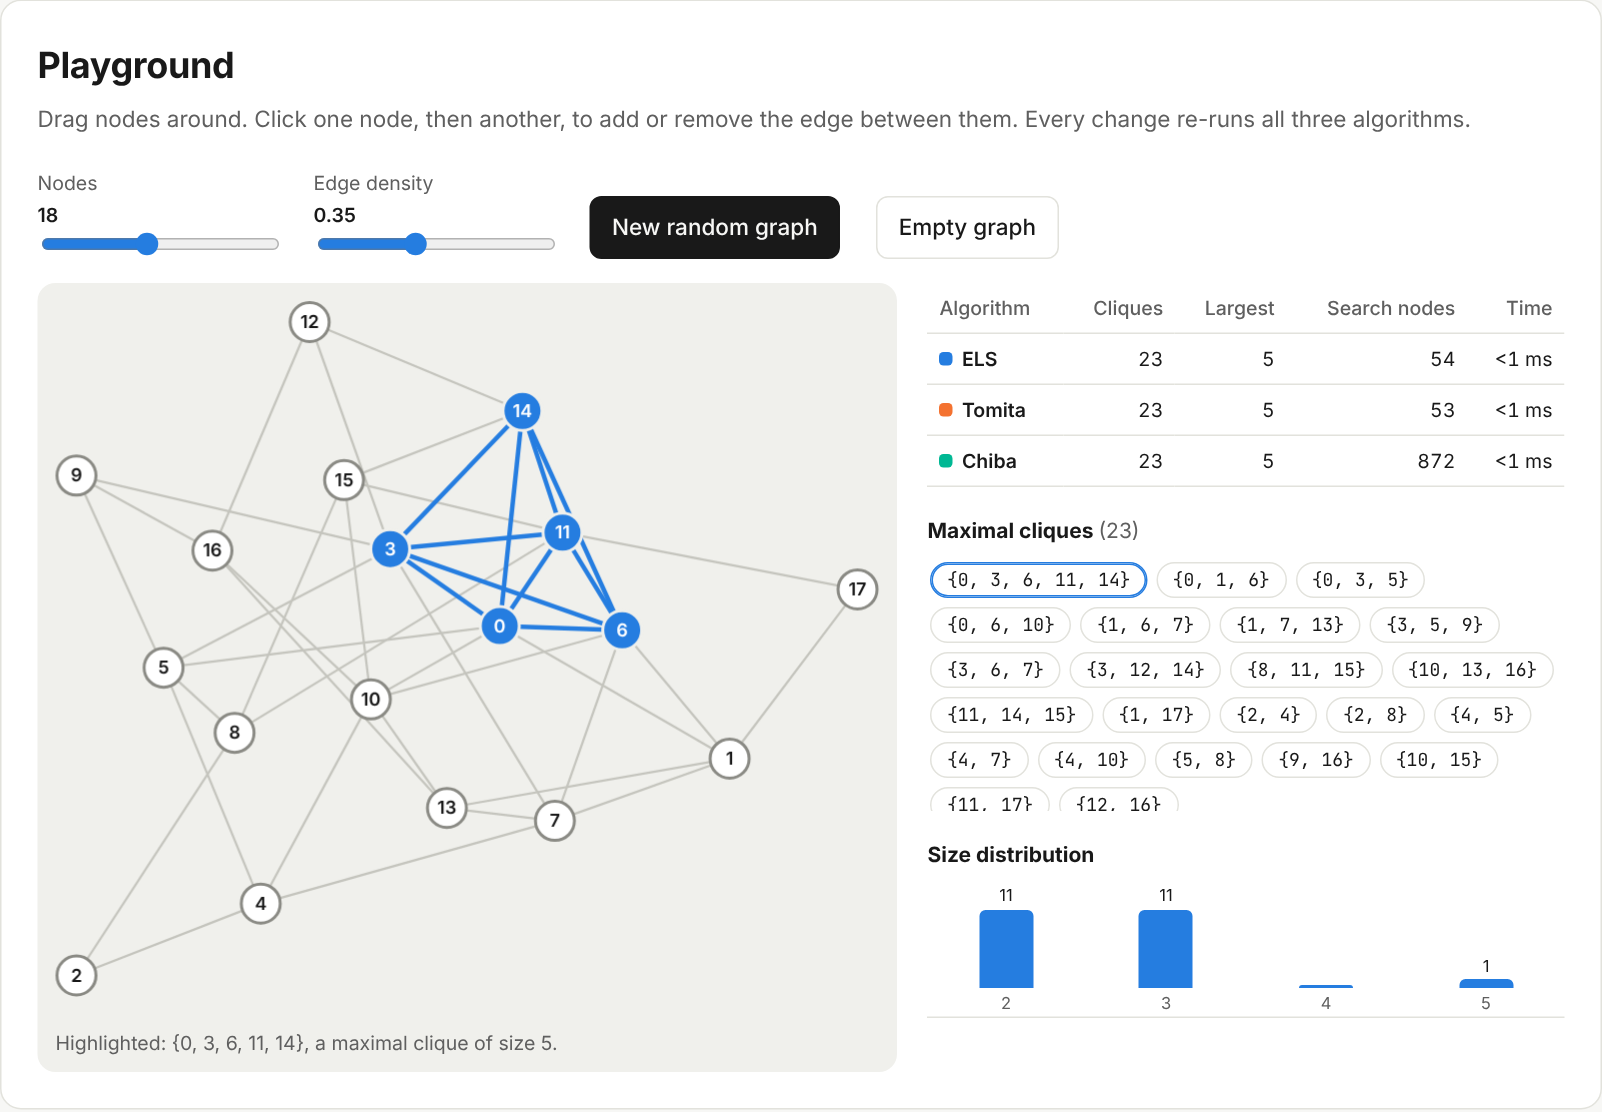 Playground
Drag nodes around. Click one node, then another, to add or remove the edge between them. Every change re-runs all three algorithms.
Nodes
18
Edge density
0.35
New random graph
Empty graph
12
14
9
15
11
16
3
17
0
6
5
10
8
1
13
7
4
2
Highlighted: {0, 3, 6, 11, 14}, a maximal clique of size 5.
Algorithm Cliques Largest Search nodes Time
ELS 23 5 54 <1 ms
Tomita 23 5 53 <1 ms
Chiba 23 5 872 <1 ms
Maximal cliques (23)
{0, 3, 6, 11, 14} {0, 1, 6} {0, 3, 5}
{0, 6, 10} {1, 6, 7} {1, 7, 13} {3, 5, 9}
{3, 6, 7} {3, 12, 14} {8, 11, 15} {10, 13, 16}
{11, 14, 15} {1, 17} {2, 4} {2, 8} {4, 5}
{4, 7} {4, 10} {5, 8} {9, 16} {10, 15}
{11, 17} {12, 16}
Size distribution
11 11 1
2 3 4 5